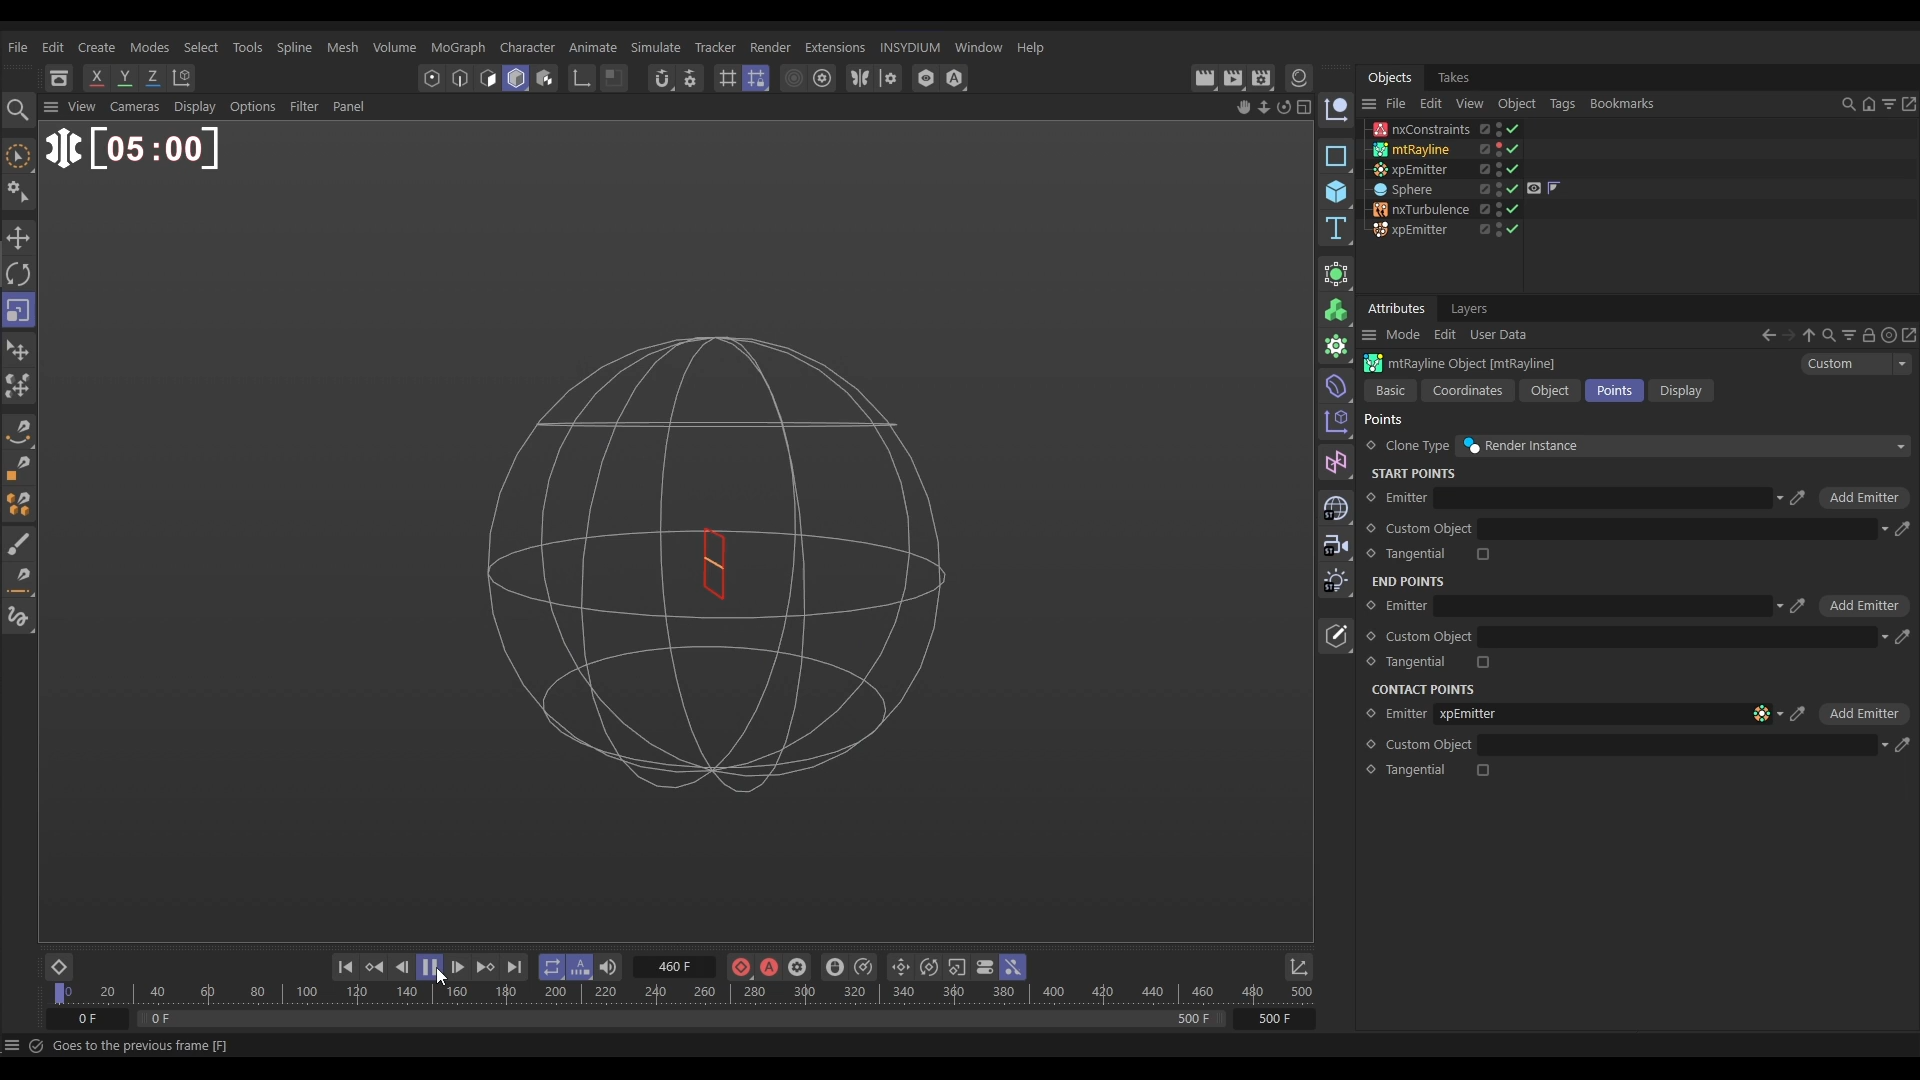 File Edit Create Modes Select Tools Spline Mesh Volume MoGraph Character Animate Simulate Tracker Render Extensions INSYDIUM Window Help
X Y Z
View Cameras Display Options Filter Panel
[05:00]
Objects Takes
File Edit View Object Tags Bookmarks
nxConstraints
mtRayline
xpEmitter
Sphere
nxTurbulence
xpEmitter
Attributes Layers
Mode Edit User Data
mtRayline Object [mtRayline] Custom
Basic Coordinates Object Points Display
Points
Clone Type Render Instance
START POINTS
Emitter Add Emitter
Custom Object
Tangential
END POINTS
Emitter Add Emitter
Custom Object
Tangential
CONTACT POINTS
Emitter xpEmitter Add Emitter
Custom Object
Tangential
460 F
0 20 40 60 80 100 120 140 160 180 200 220 240 260 280 300 320 340 360 380 400 420 440 460 480 500
0 F 0 F 500 F 500 F
Goes to the previous frame [F]